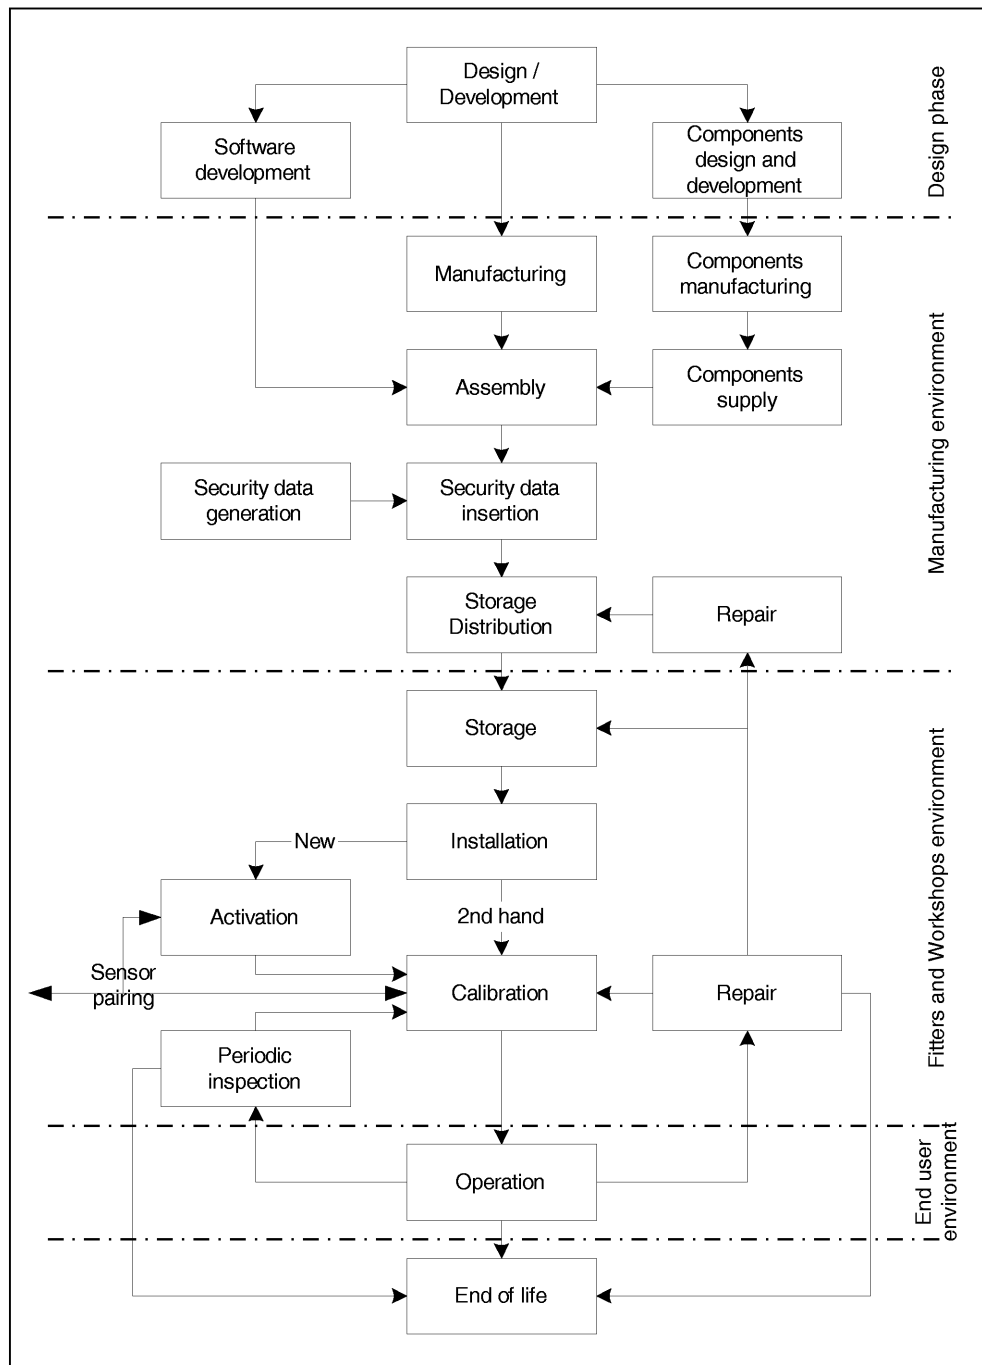 Design /
Development
Software
development
Components
design and
development
Design phase
Manufacturing
Components
manufacturing
Assembly
Components
supply
Security data
generation
Security data
insertion
Storage
Distribution
Repair
Manufacturing environment
Storage
Installation
New
Activation
2nd hand
Sensor
pairing
Calibration
Repair
Periodic
inspection
Fitters and Workshops environment
Operation
End user
environment
End of life